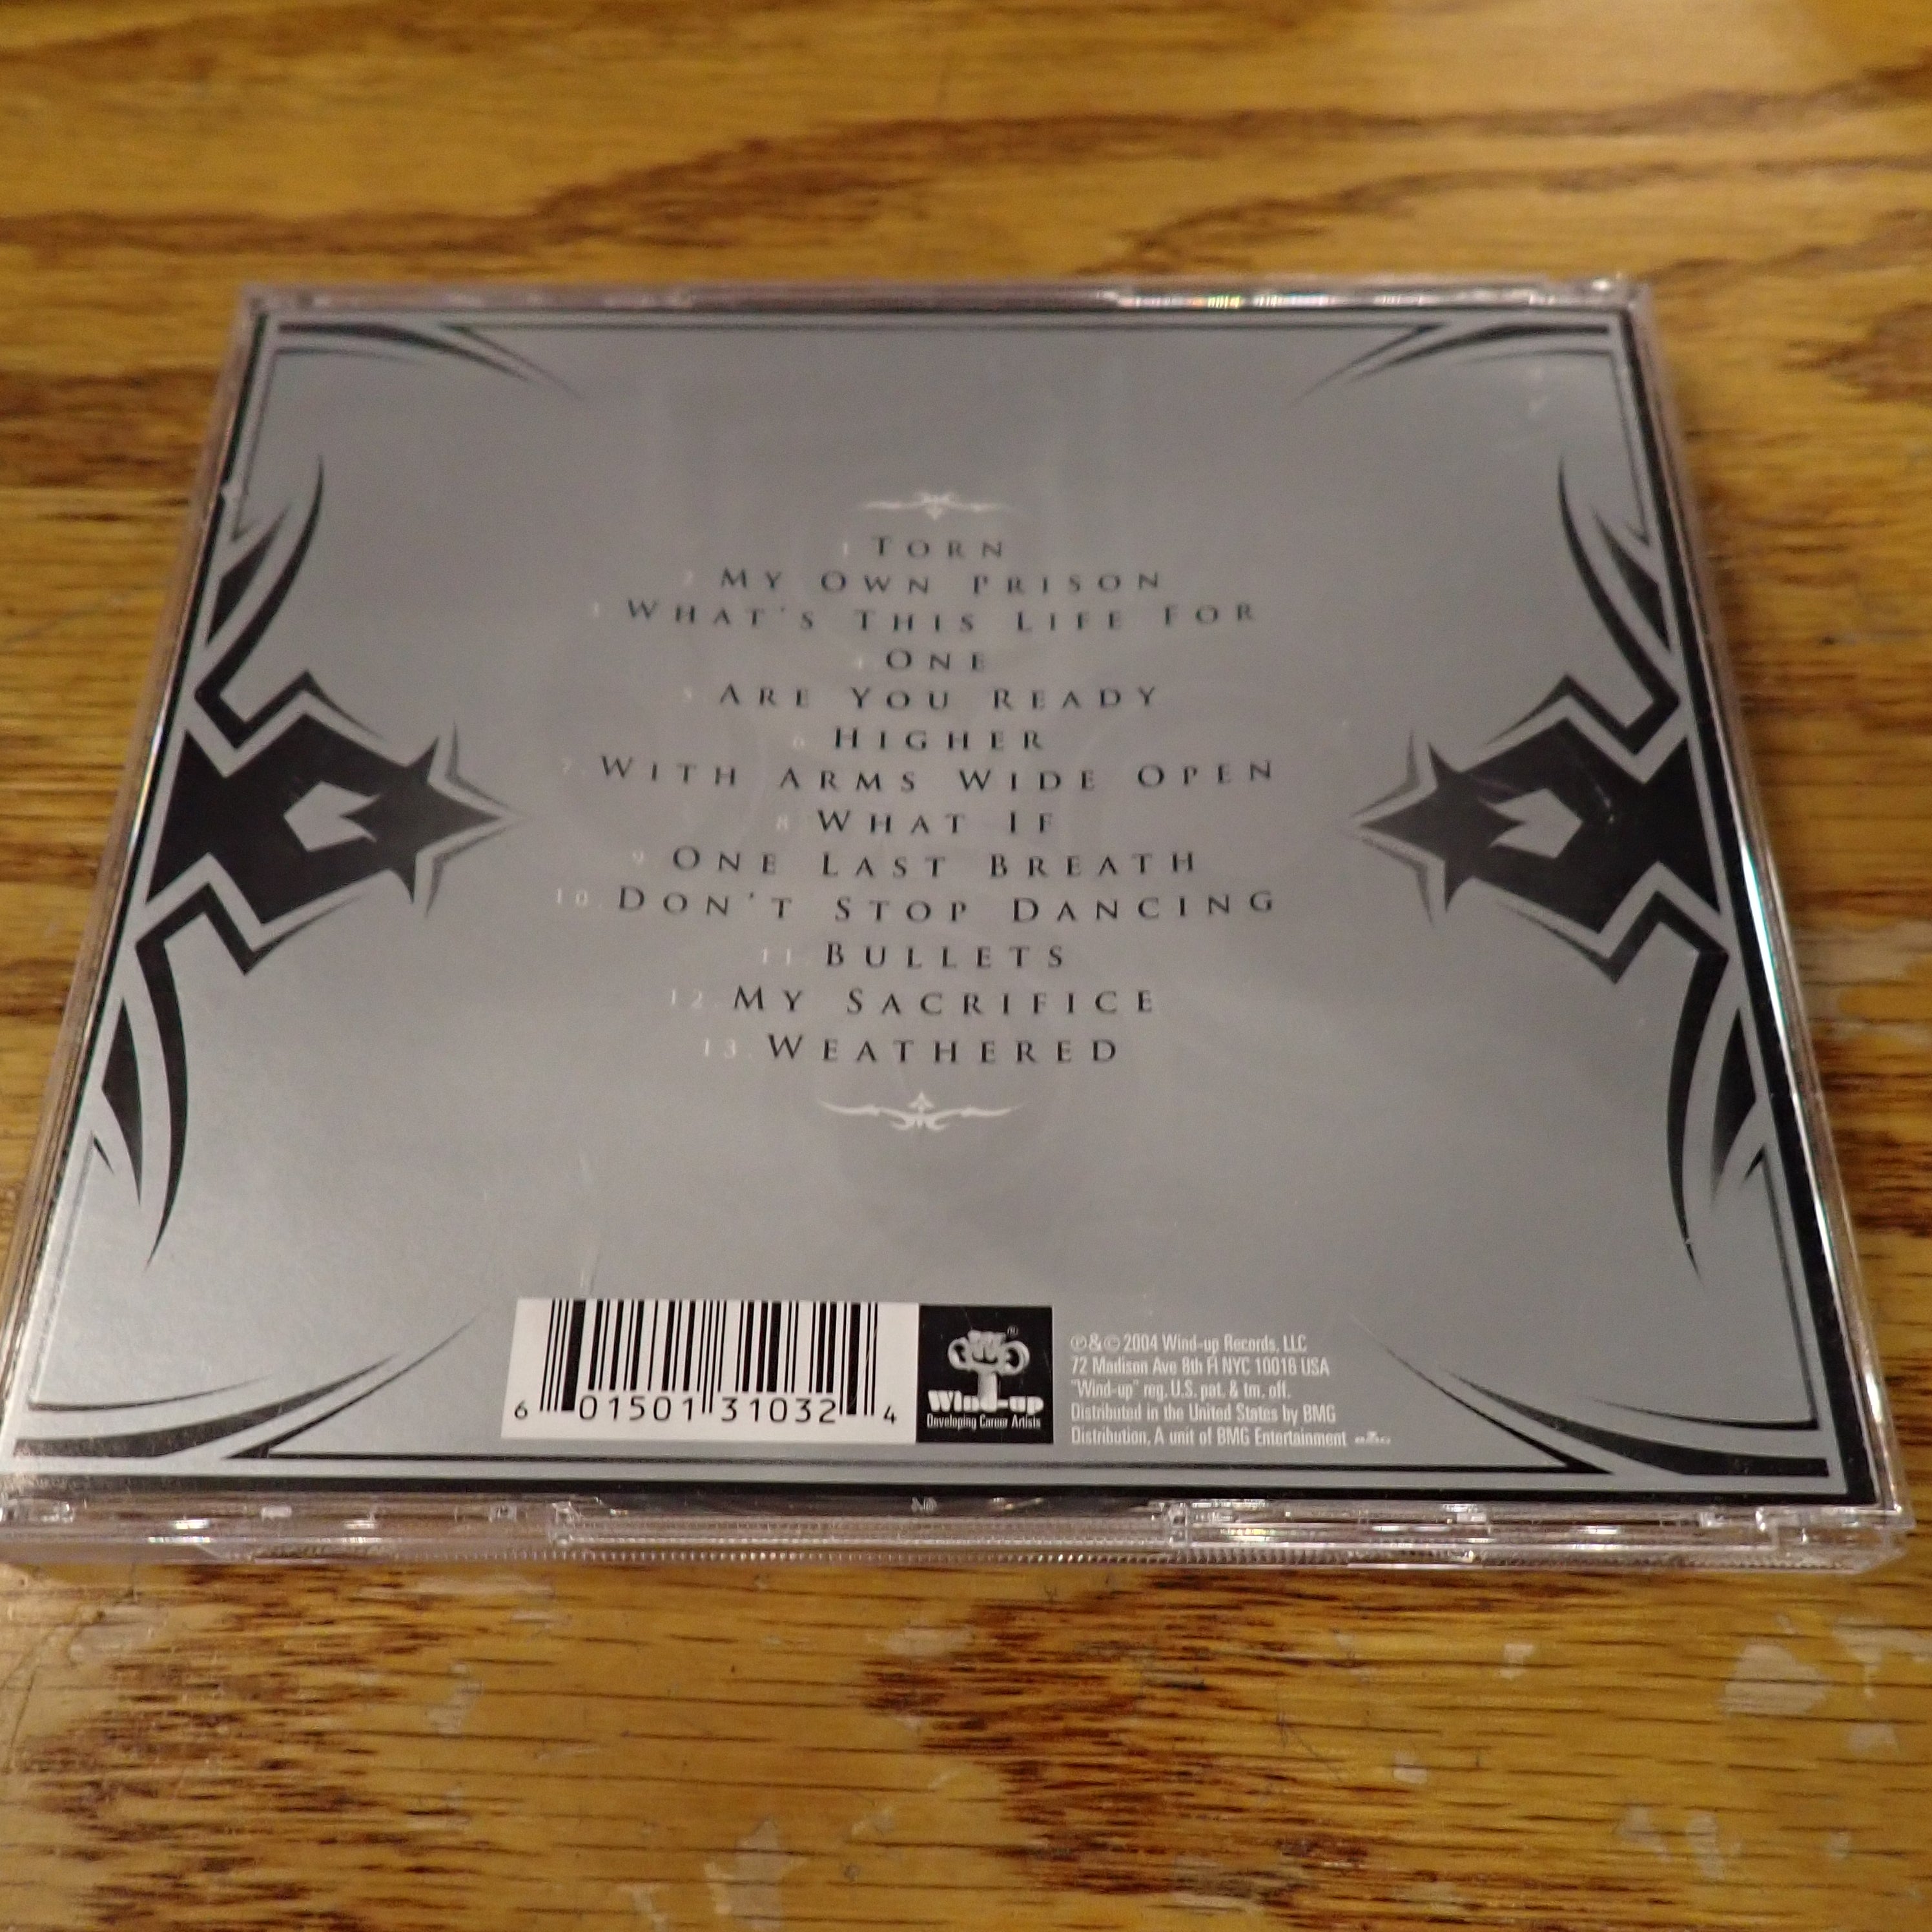 1. TORN
2. MY OWN PRISON
3. WHAT'S THIS LIFE FOR
4. ONE
5. ARE YOU READY
6. HIGHER
7. WITH ARMS WIDE OPEN
8. WHAT IF
9. ONE LAST BREATH
10. DON'T STOP DANCING
11. BULLETS
12. MY SACRIFICE
13. WEATHERED
6 01501 31032 4
®
Wind-up
Developing Career Artists
℗&© 2004 Wind-up Records, LLC
72 Madison Ave 8th Fl NYC 10016 USA
"Wind-up" reg. U.S. pat. & tm. off.
Distributed in the United States by BMG
Distribution, A unit of BMG Entertainment BMG